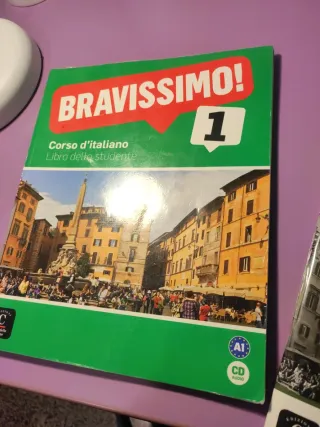 BRAVISSIMO!
1
Corso d'italiano
Libro dello studente
A1
CD